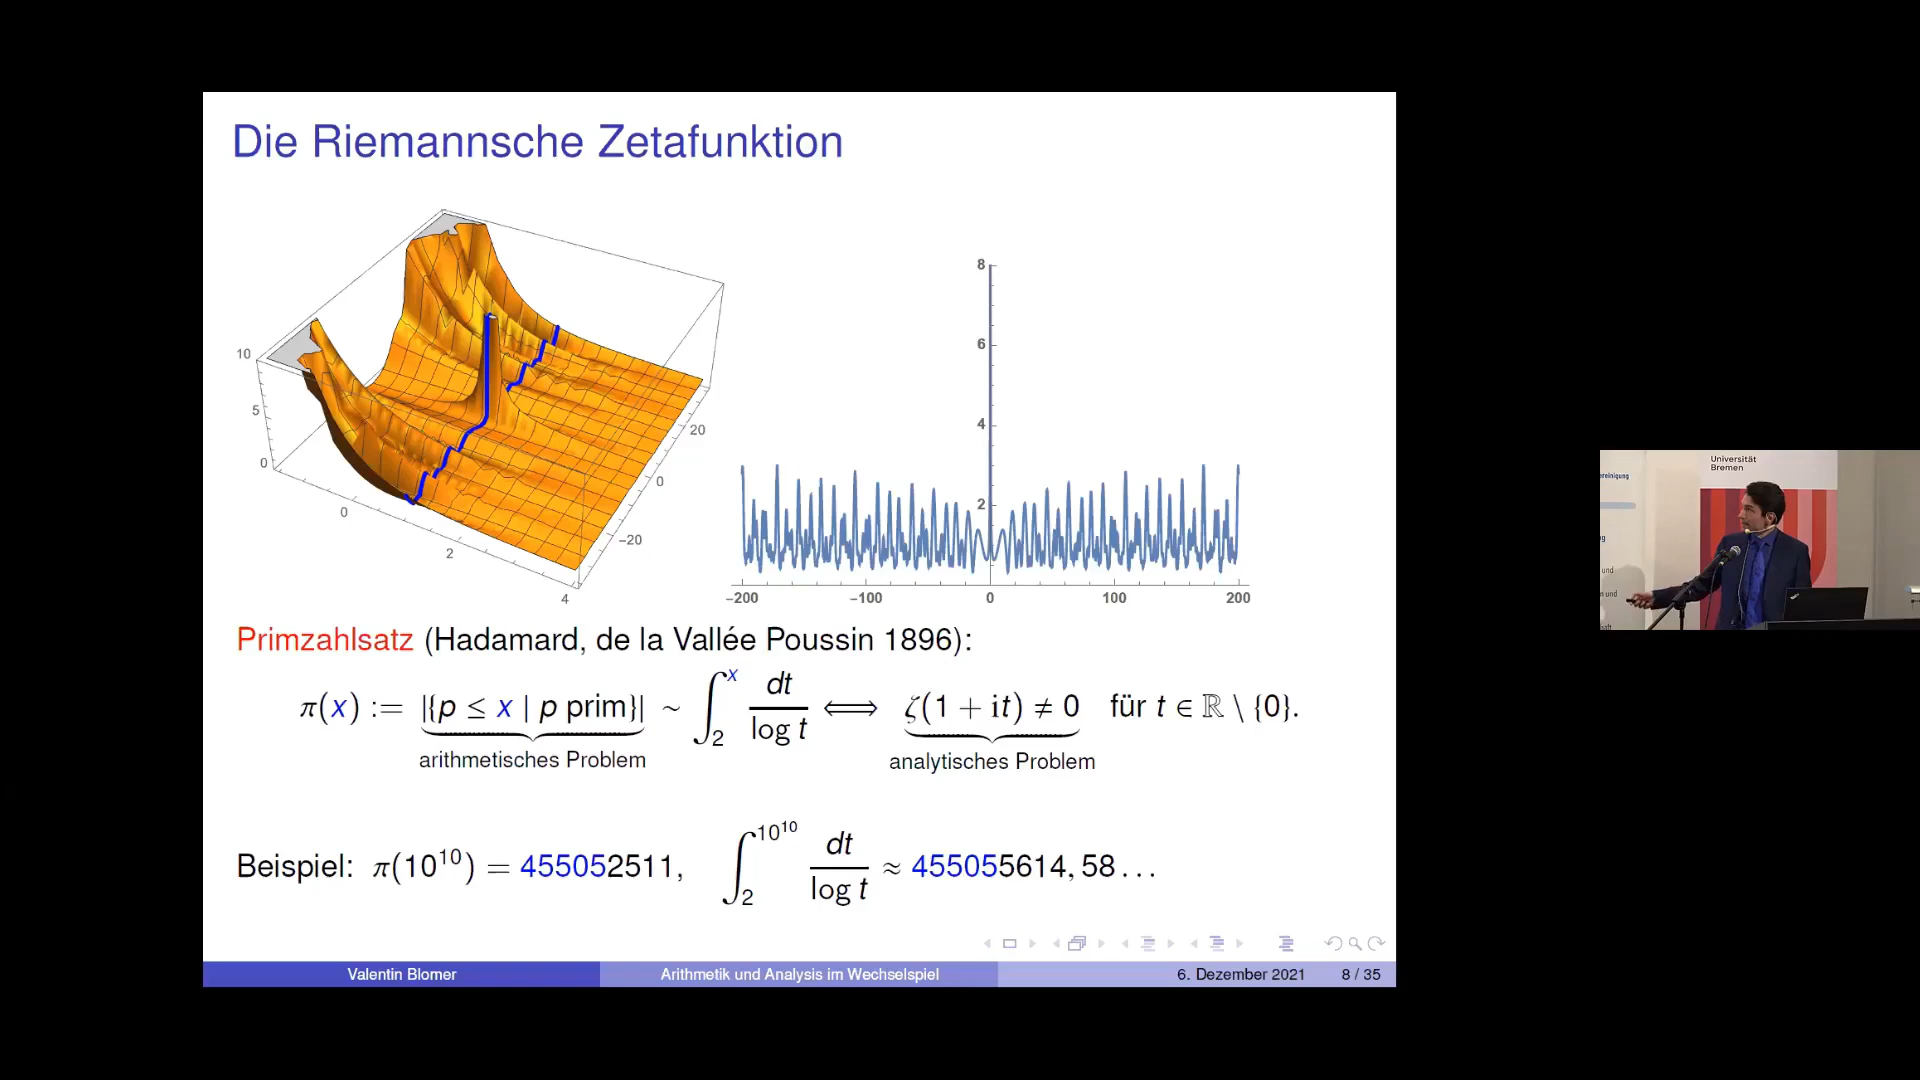 Die Riemannsche Zetafunktion
10
5
0
0
2
4
20
0
−20
8
6
4
2
−200 −100 0 100 200
Primzahlsatz (Hadamard, de la Vallée Poussin 1896):
π(x) := |{p ≤ x | p prim}| ∼ ∫₂ˣ dt/log t ⟺ ζ(1 + it) ≠ 0 für t ∈ ℝ \ {0}.
arithmetisches Problem analytisches Problem
Beispiel: π(10¹⁰) = 455052511, ∫₂^10¹⁰ dt/log t ≈ 455055614, 58 . . .
Valentin Blomer Arithmetik und Analysis im Wechselspiel 6. Dezember 2021 8 / 35
Universität
Bremen
ereinigung
und
n und